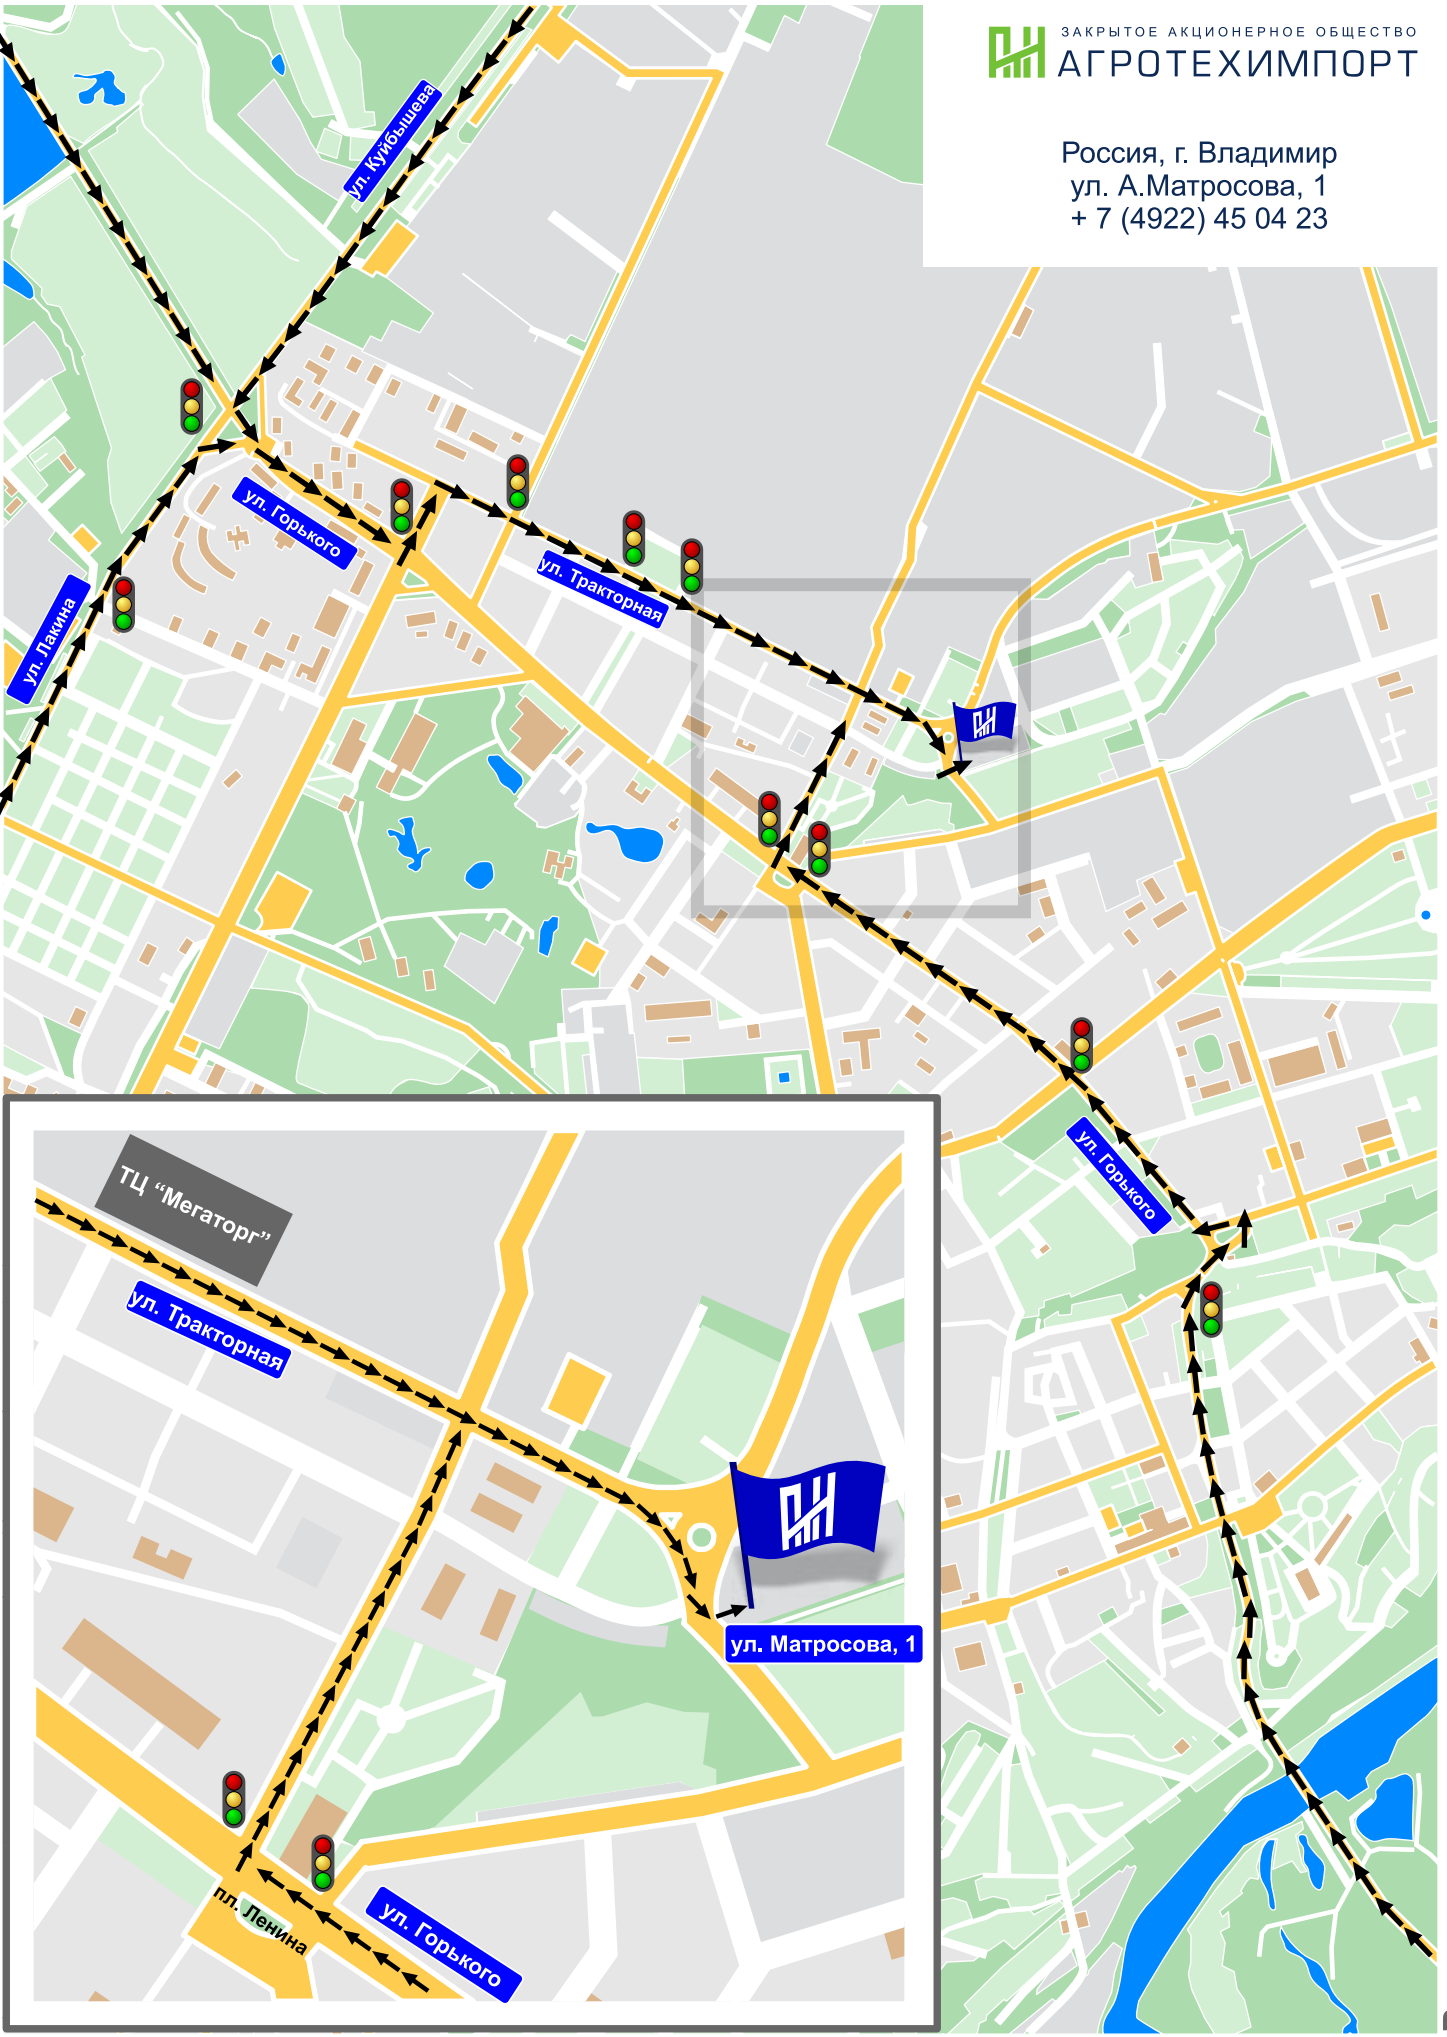 ЗАКРЫТОЕ АКЦИОНЕРНОЕ ОБЩЕСТВО
АГРОТЕХИМПОРТ
Россия, г. Владимир
ул. А.Матросова, 1
+ 7 (4922) 45 04 23
ул. Куйбышева
ул. Горького
ул. Тракторная
ул. Лакина
ул. Горького
ТЦ “Мегаторг”
ул. Тракторная
ул. Матросова, 1
пл. Ленина
ул. Горького